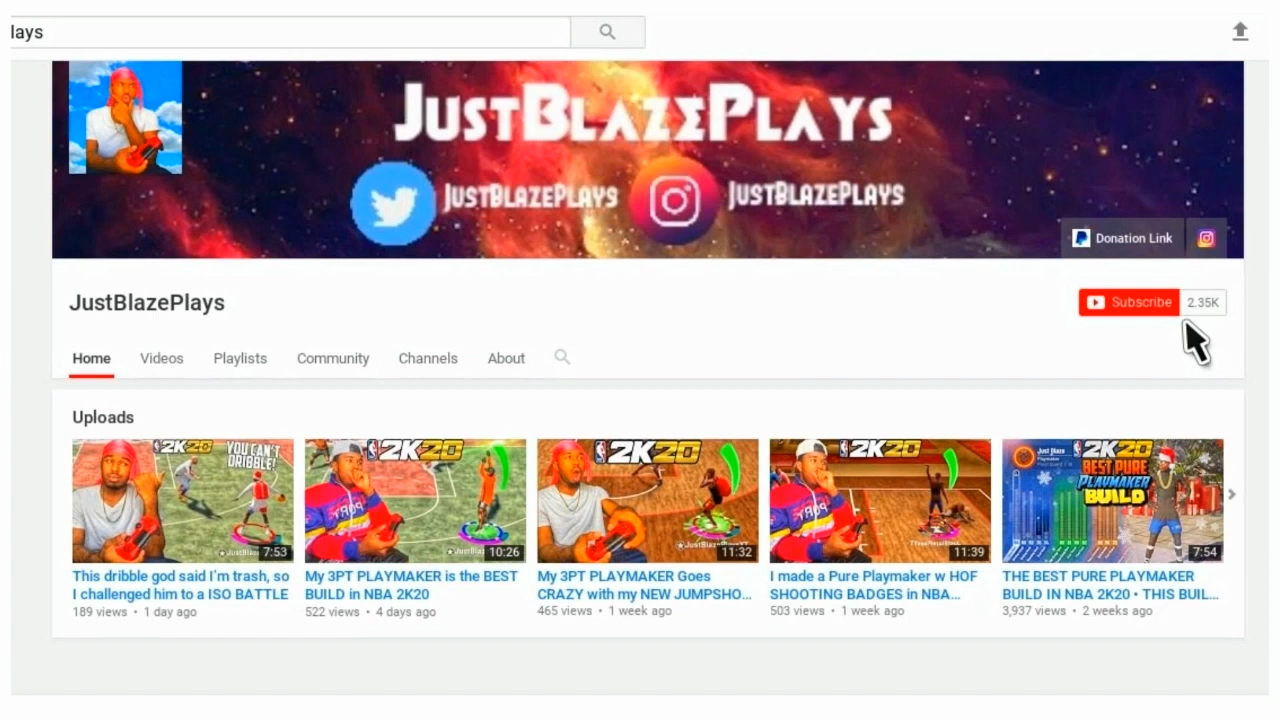 lays
JustBlazePlays
JustBlazePlays
JustBlazePlays
Donation Link
JustBlazePlays
Subscribe 2.35K
Home Videos Playlists Community Channels About
Uploads
2K20 YOU CAN'T DRIBBLE! 7:53
2K20 10:26
2K20 11:32
2K20 11:39
2K20 Just Blaze BEST PURE PLAYMAKER BUILD 7:54
This dribble god said I'm trash, so
I challenged him to a ISO BATTLE
189 views • 1 day ago
My 3PT PLAYMAKER is the BEST
BUILD in NBA 2K20
522 views • 4 days ago
My 3PT PLAYMAKER Goes
CRAZY with my NEW JUMPSHO...
465 views • 1 week ago
I made a Pure Playmaker w HOF
SHOOTING BADGES in NBA...
503 views • 1 week ago
THE BEST PURE PLAYMAKER
BUILD IN NBA 2K20 • THIS BUIL...
3,937 views • 2 weeks ago